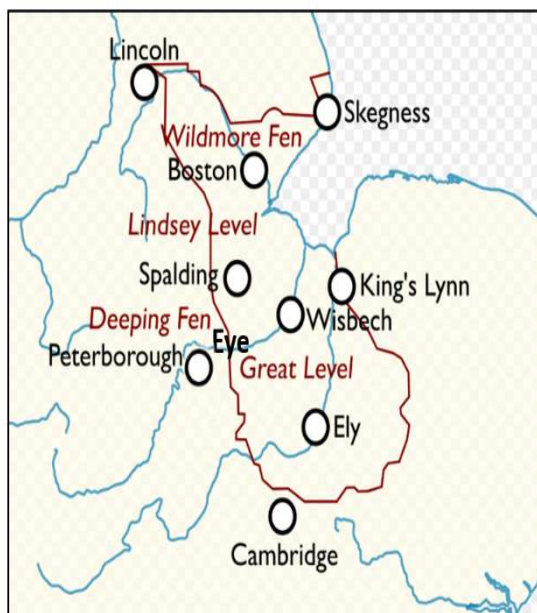 Lincoln
Skegness
Wildmore Fen
Boston
Lindsey Level
Spalding
King's Lynn
Deeping Fen
Wisbech
Eye
Peterborough
Great Level
Ely
Cambridge